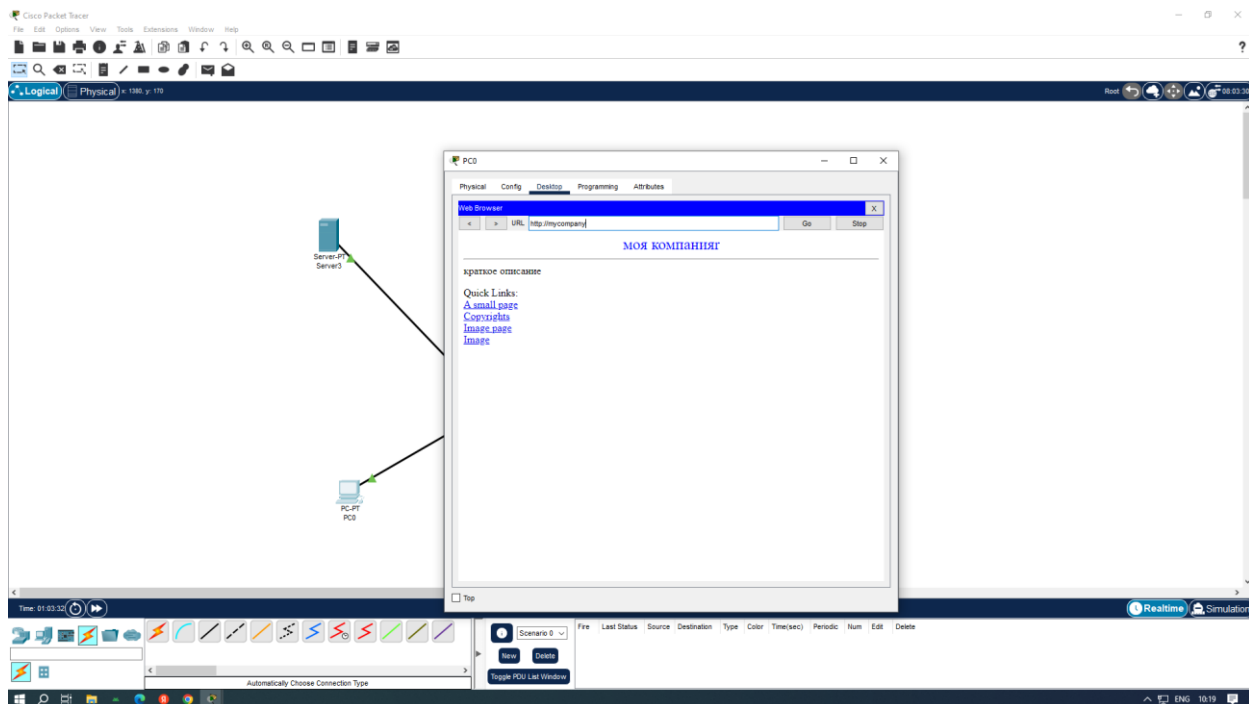 Cisco Packet Tracer
File Edit Options View Tools Extensions Window Help
?
Logical Physical x: 1380, y: 170 Root 08:03:30
PC0
Physical Config Desktop Programming Attributes
Web Browser X
< > URL http://mycompany Go Stop
моя компанияг
краткое описание
Quick Links:
A small page
Copyrights
Image page
Image
Server-PT
Server3
PC-PT
PC0
Top
Time: 01:03:32 Realtime Simulation
Scenario 0 Fire Last Status Source Destination Type Color Time(sec) Periodic Num Edit Delete
New Delete
Toggle PDU List Window
Automatically Choose Connection Type
ENG 10:19